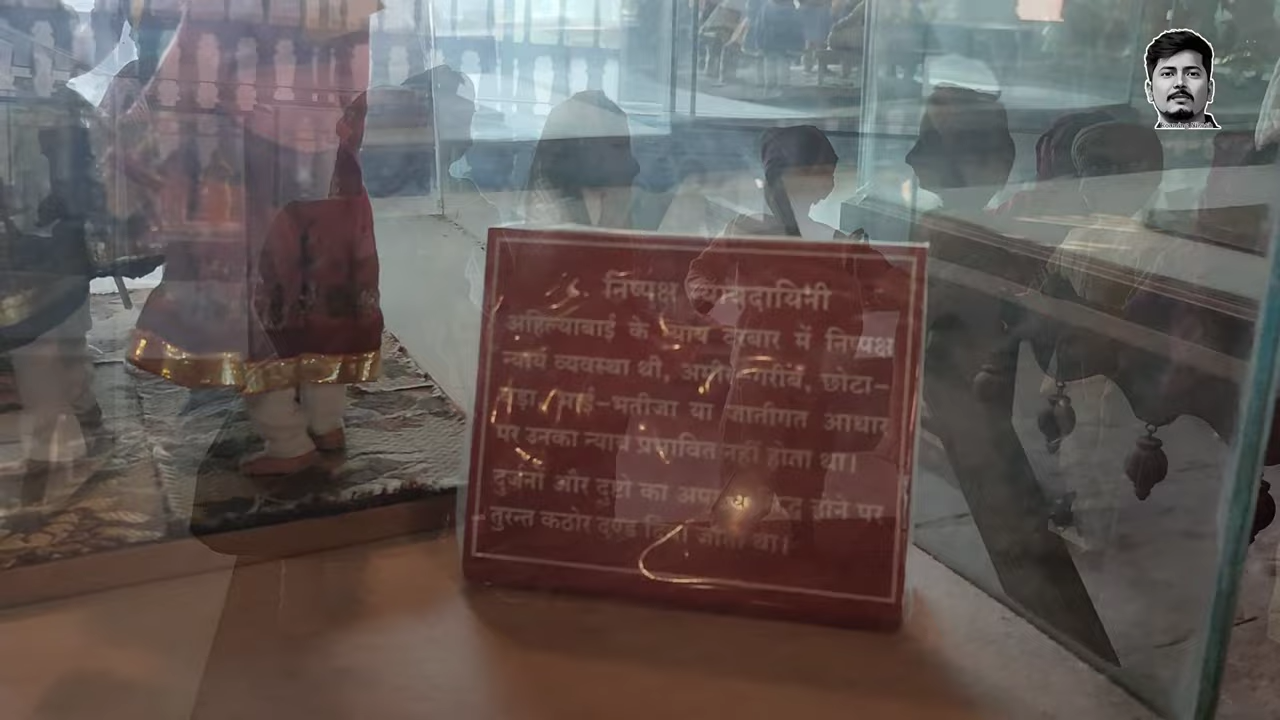 निष्पक्ष न्यायदायिनी
अहिल्याबाई के न्याय दरबार में निष्पक्ष
न्याय व्यवस्था थी, अमीर-गरीब, छोटा-
बड़ा, भाई-भतीजा या जातीगत आधार
पर उनका न्याय प्रभावित नहीं होता था।
दुर्जनों और दुष्टों का होने पर
तुरन्त कठोर दण्ड दिया जाता था।